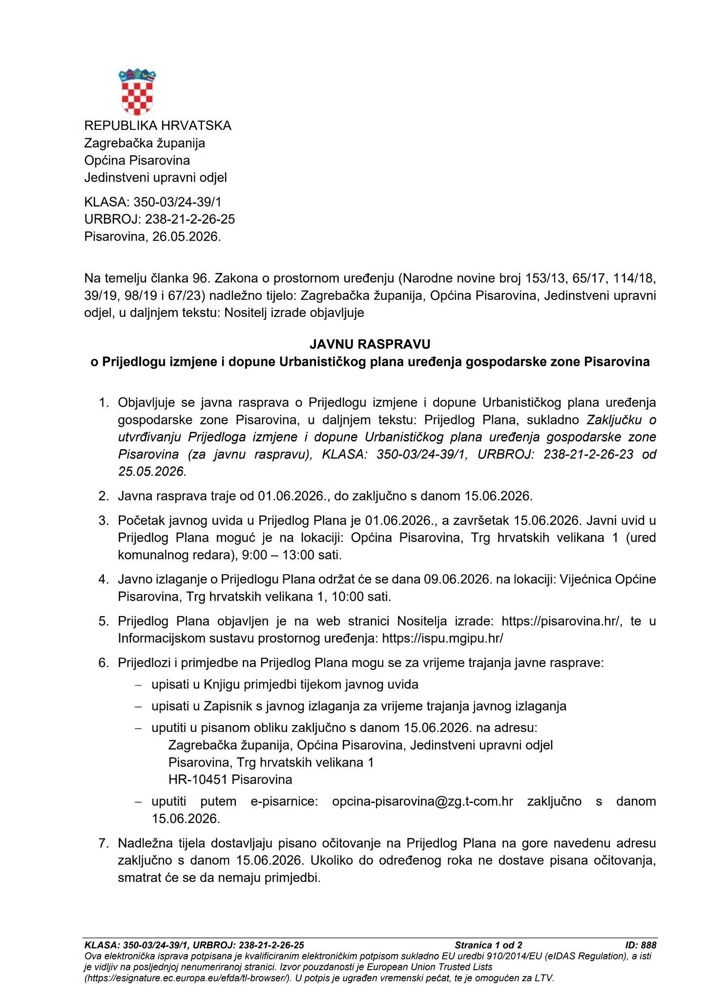 REPUBLIKA HRVATSKA
Zagrebačka županija
Općina Pisarovina
Jedinstveni upravni odjel
KLASA: 350-03/24-39/1
URBROJ: 238-21-2-26-25
Pisarovina, 26.05.2026.
Na temelju članka 96. Zakona o prostornom uređenju (Narodne novine broj 153/13, 65/17, 114/18,
39/19, 98/19 i 67/23) nadležno tijelo: Zagrebačka županija, Općina Pisarovina, Jedinstveni upravni
odjel, u daljnjem tekstu: Nositelj izrade objavljuje
JAVNU RASPRAVU
o Prijedlogu izmjene i dopune Urbanističkog plana uređenja gospodarske zone Pisarovina
1. Objavljuje se javna rasprava o Prijedlogu izmjene i dopune Urbanističkog plana uređenja
gospodarske zone Pisarovina, u daljnjem tekstu: Prijedlog Plana, sukladno Zaključku o
utvrđivanju Prijedloga izmjene i dopune Urbanističkog plana uređenja gospodarske zone
Pisarovina (za javnu raspravu), KLASA: 350-03/24-39/1, URBROJ: 238-21-2-26-23 od
25.05.2026.
2. Javna rasprava traje od 01.06.2026., do zaključno s danom 15.06.2026.
3. Početak javnog uvida u Prijedlog Plana je 01.06.2026., a završetak 15.06.2026. Javni uvid u
Prijedlog Plana moguć je na lokaciji: Općina Pisarovina, Trg hrvatskih velikana 1 (ured
komunalnog redara), 9:00 – 13:00 sati.
4. Javno izlaganje o Prijedlogu Plana održat će se dana 09.06.2026. na lokaciji: Vijećnica Općine
Pisarovina, Trg hrvatskih velikana 1, 10:00 sati.
5. Prijedlog Plana objavljen je na web stranici Nositelja izrade: https://pisarovina.hr/, te u
Informacijskom sustavu prostornog uređenja: https://ispu.mgipu.hr/
6. Prijedlozi i primjedbe na Prijedlog Plana mogu se za vrijeme trajanja javne rasprave:
– upisati u Knjigu primjedbi tijekom javnog uvida
– upisati u Zapisnik s javnog izlaganja za vrijeme trajanja javnog izlaganja
– uputiti u pisanom obliku zaključno s danom 15.06.2026. na adresu:
Zagrebačka županija, Općina Pisarovina, Jedinstveni upravni odjel
Pisarovina, Trg hrvatskih velikana 1
HR-10451 Pisarovina
– uputiti putem e-pisarnice: opcina-pisarovina@zg.t-com.hr zaključno s danom
15.06.2026.
7. Nadležna tijela dostavljaju pisano očitovanje na Prijedlog Plana na gore navedenu adresu
zaključno s danom 15.06.2026. Ukoliko do određenog roka ne dostave pisana očitovanja,
smatrat će se da nemaju primjedbi.
KLASA: 350-03/24-39/1, URBROJ: 238-21-2-26-25 Stranica 1 od 2 ID: 888
Ova elektronička isprava potpisana je kvalificiranim elektroničkim potpisom sukladno EU uredbi 910/2014/EU (eIDAS Regulation), a isti
je vidljiv na posljednjoj nenumeriranoj stranici. Izvor pouzdanosti je European Union Trusted Lists
(https://esignature.ec.europa.eu/efda/tl-browser/). U potpis je ugrađen vremenski pečat, te je omogućen za LTV.